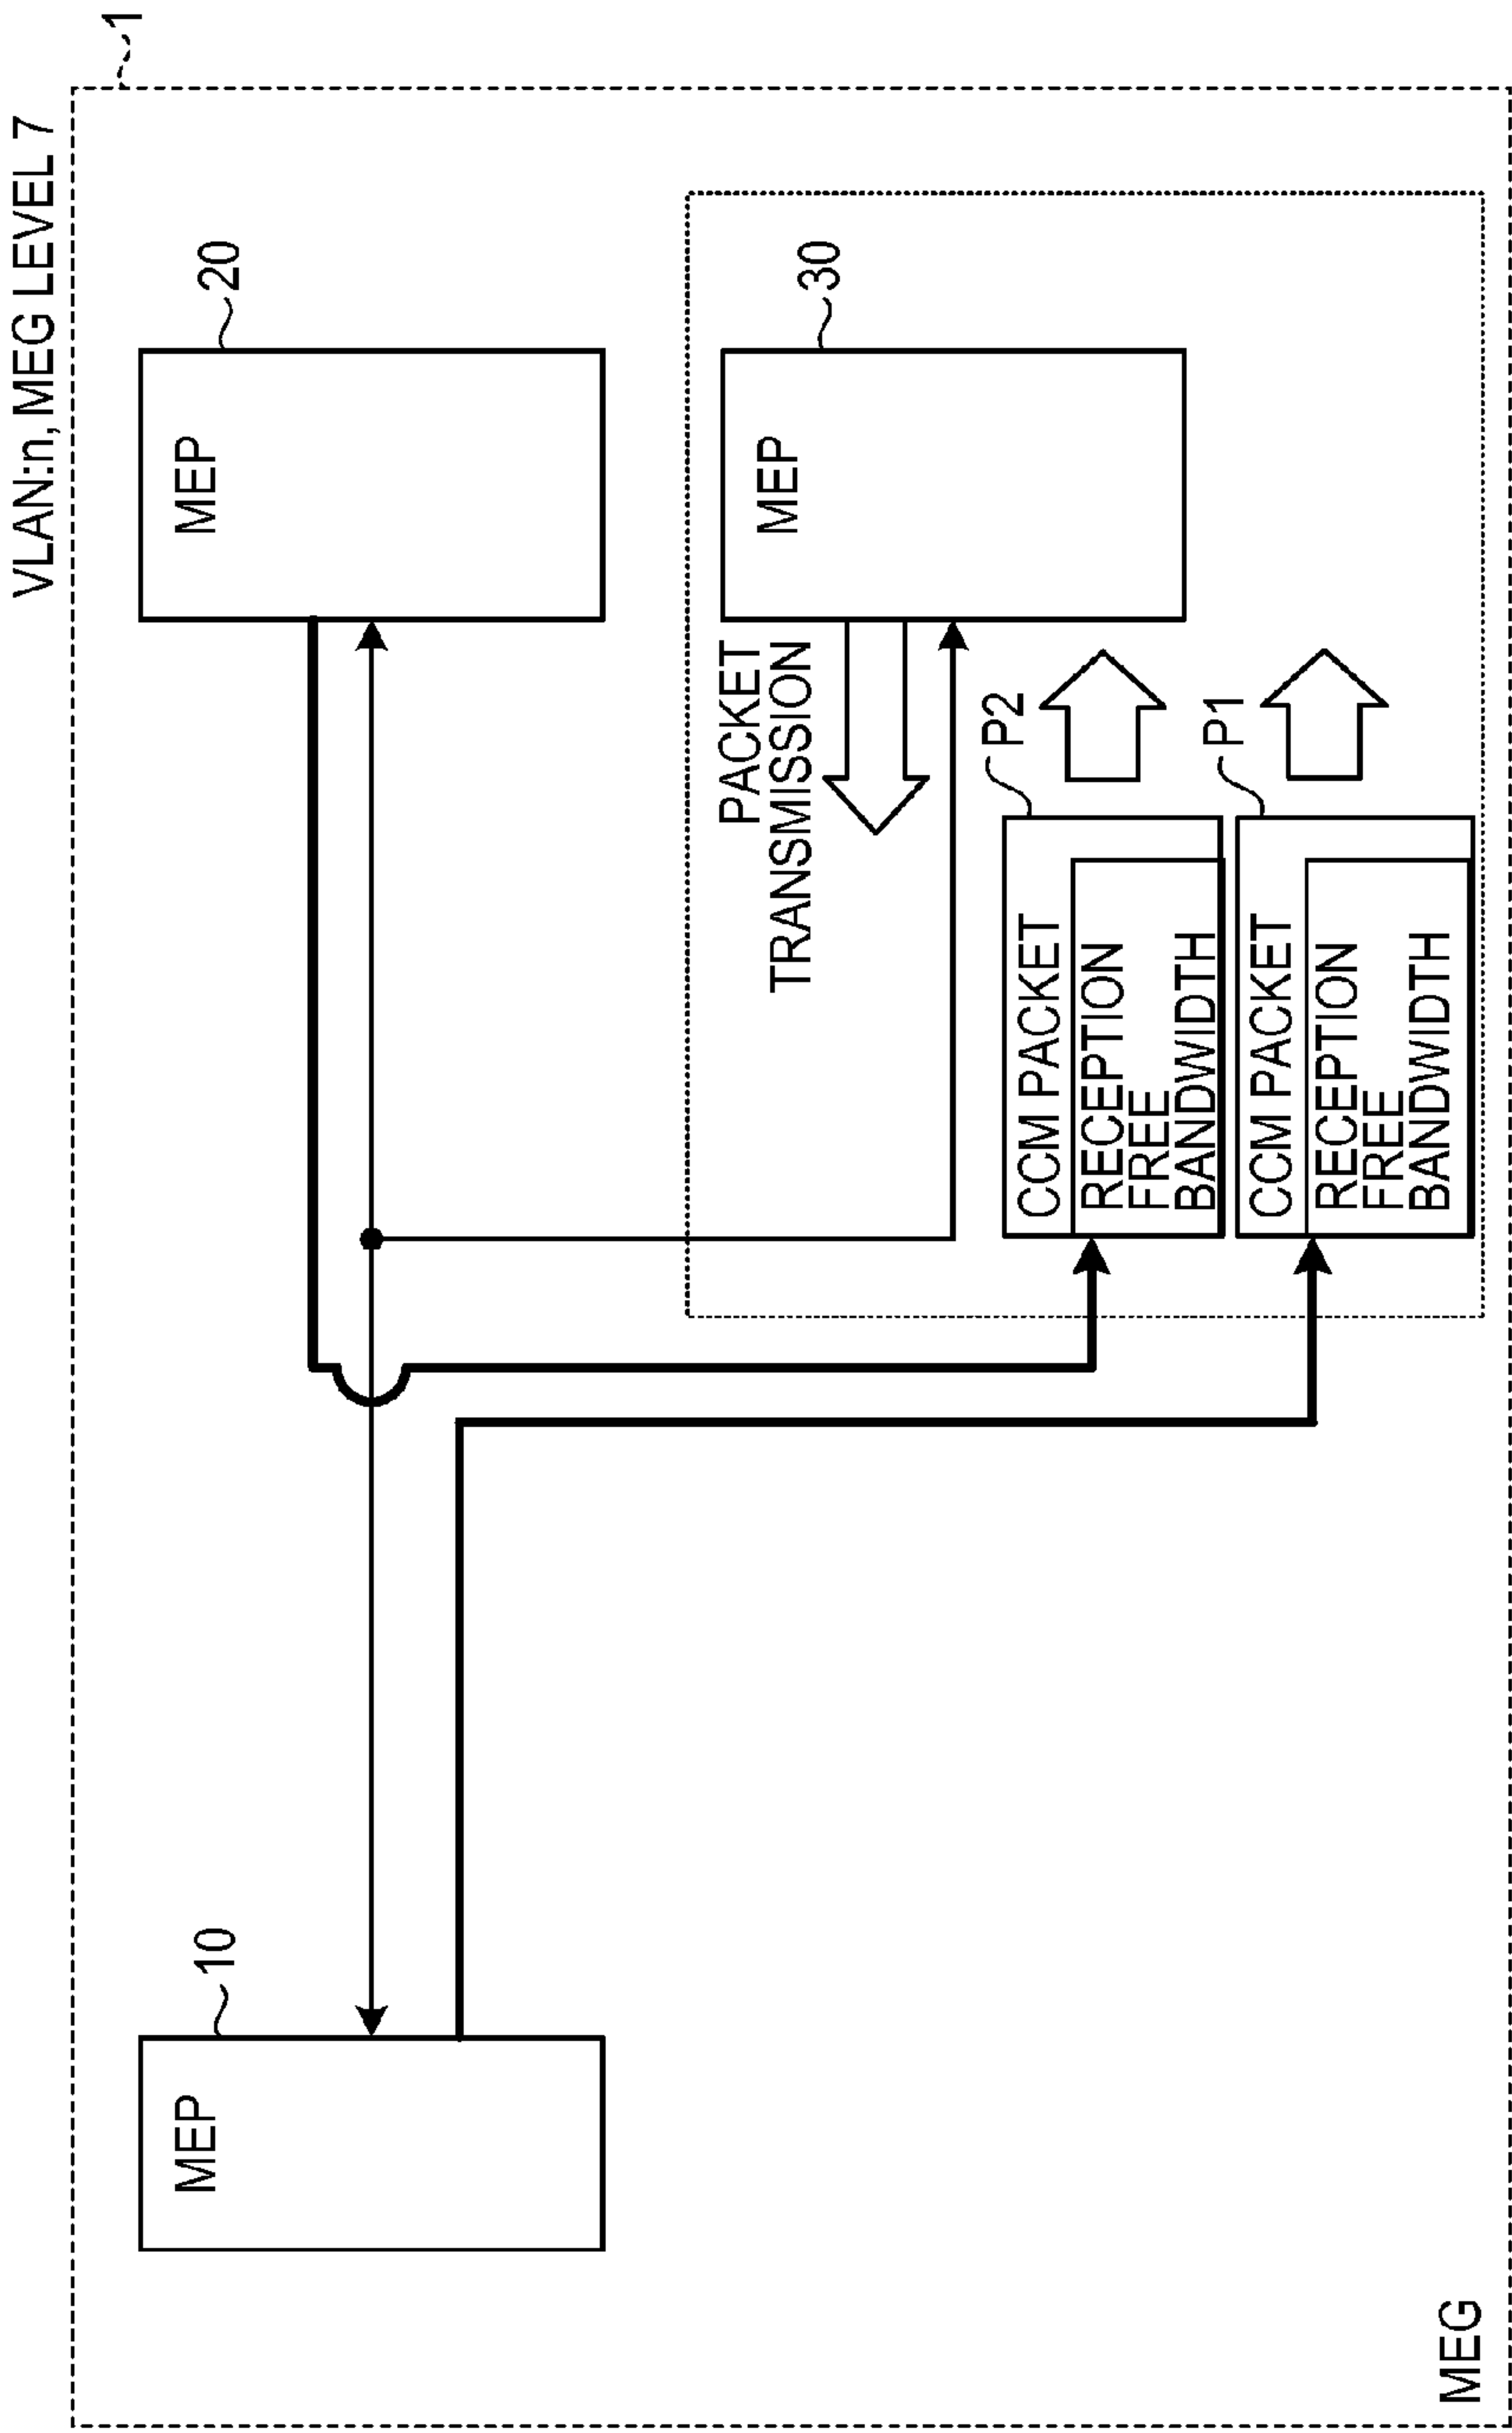 VLAN:n, MEG LEVEL 7
1
MEP
10
MEP
20
PACKET
TRANSMISSION
MEP
30
CCM PACKET
P2
RECEPTION
FREE
BANDWIDTH
CCM PACKET
P1
RECEPTION
FREE
BANDWIDTH
MEG